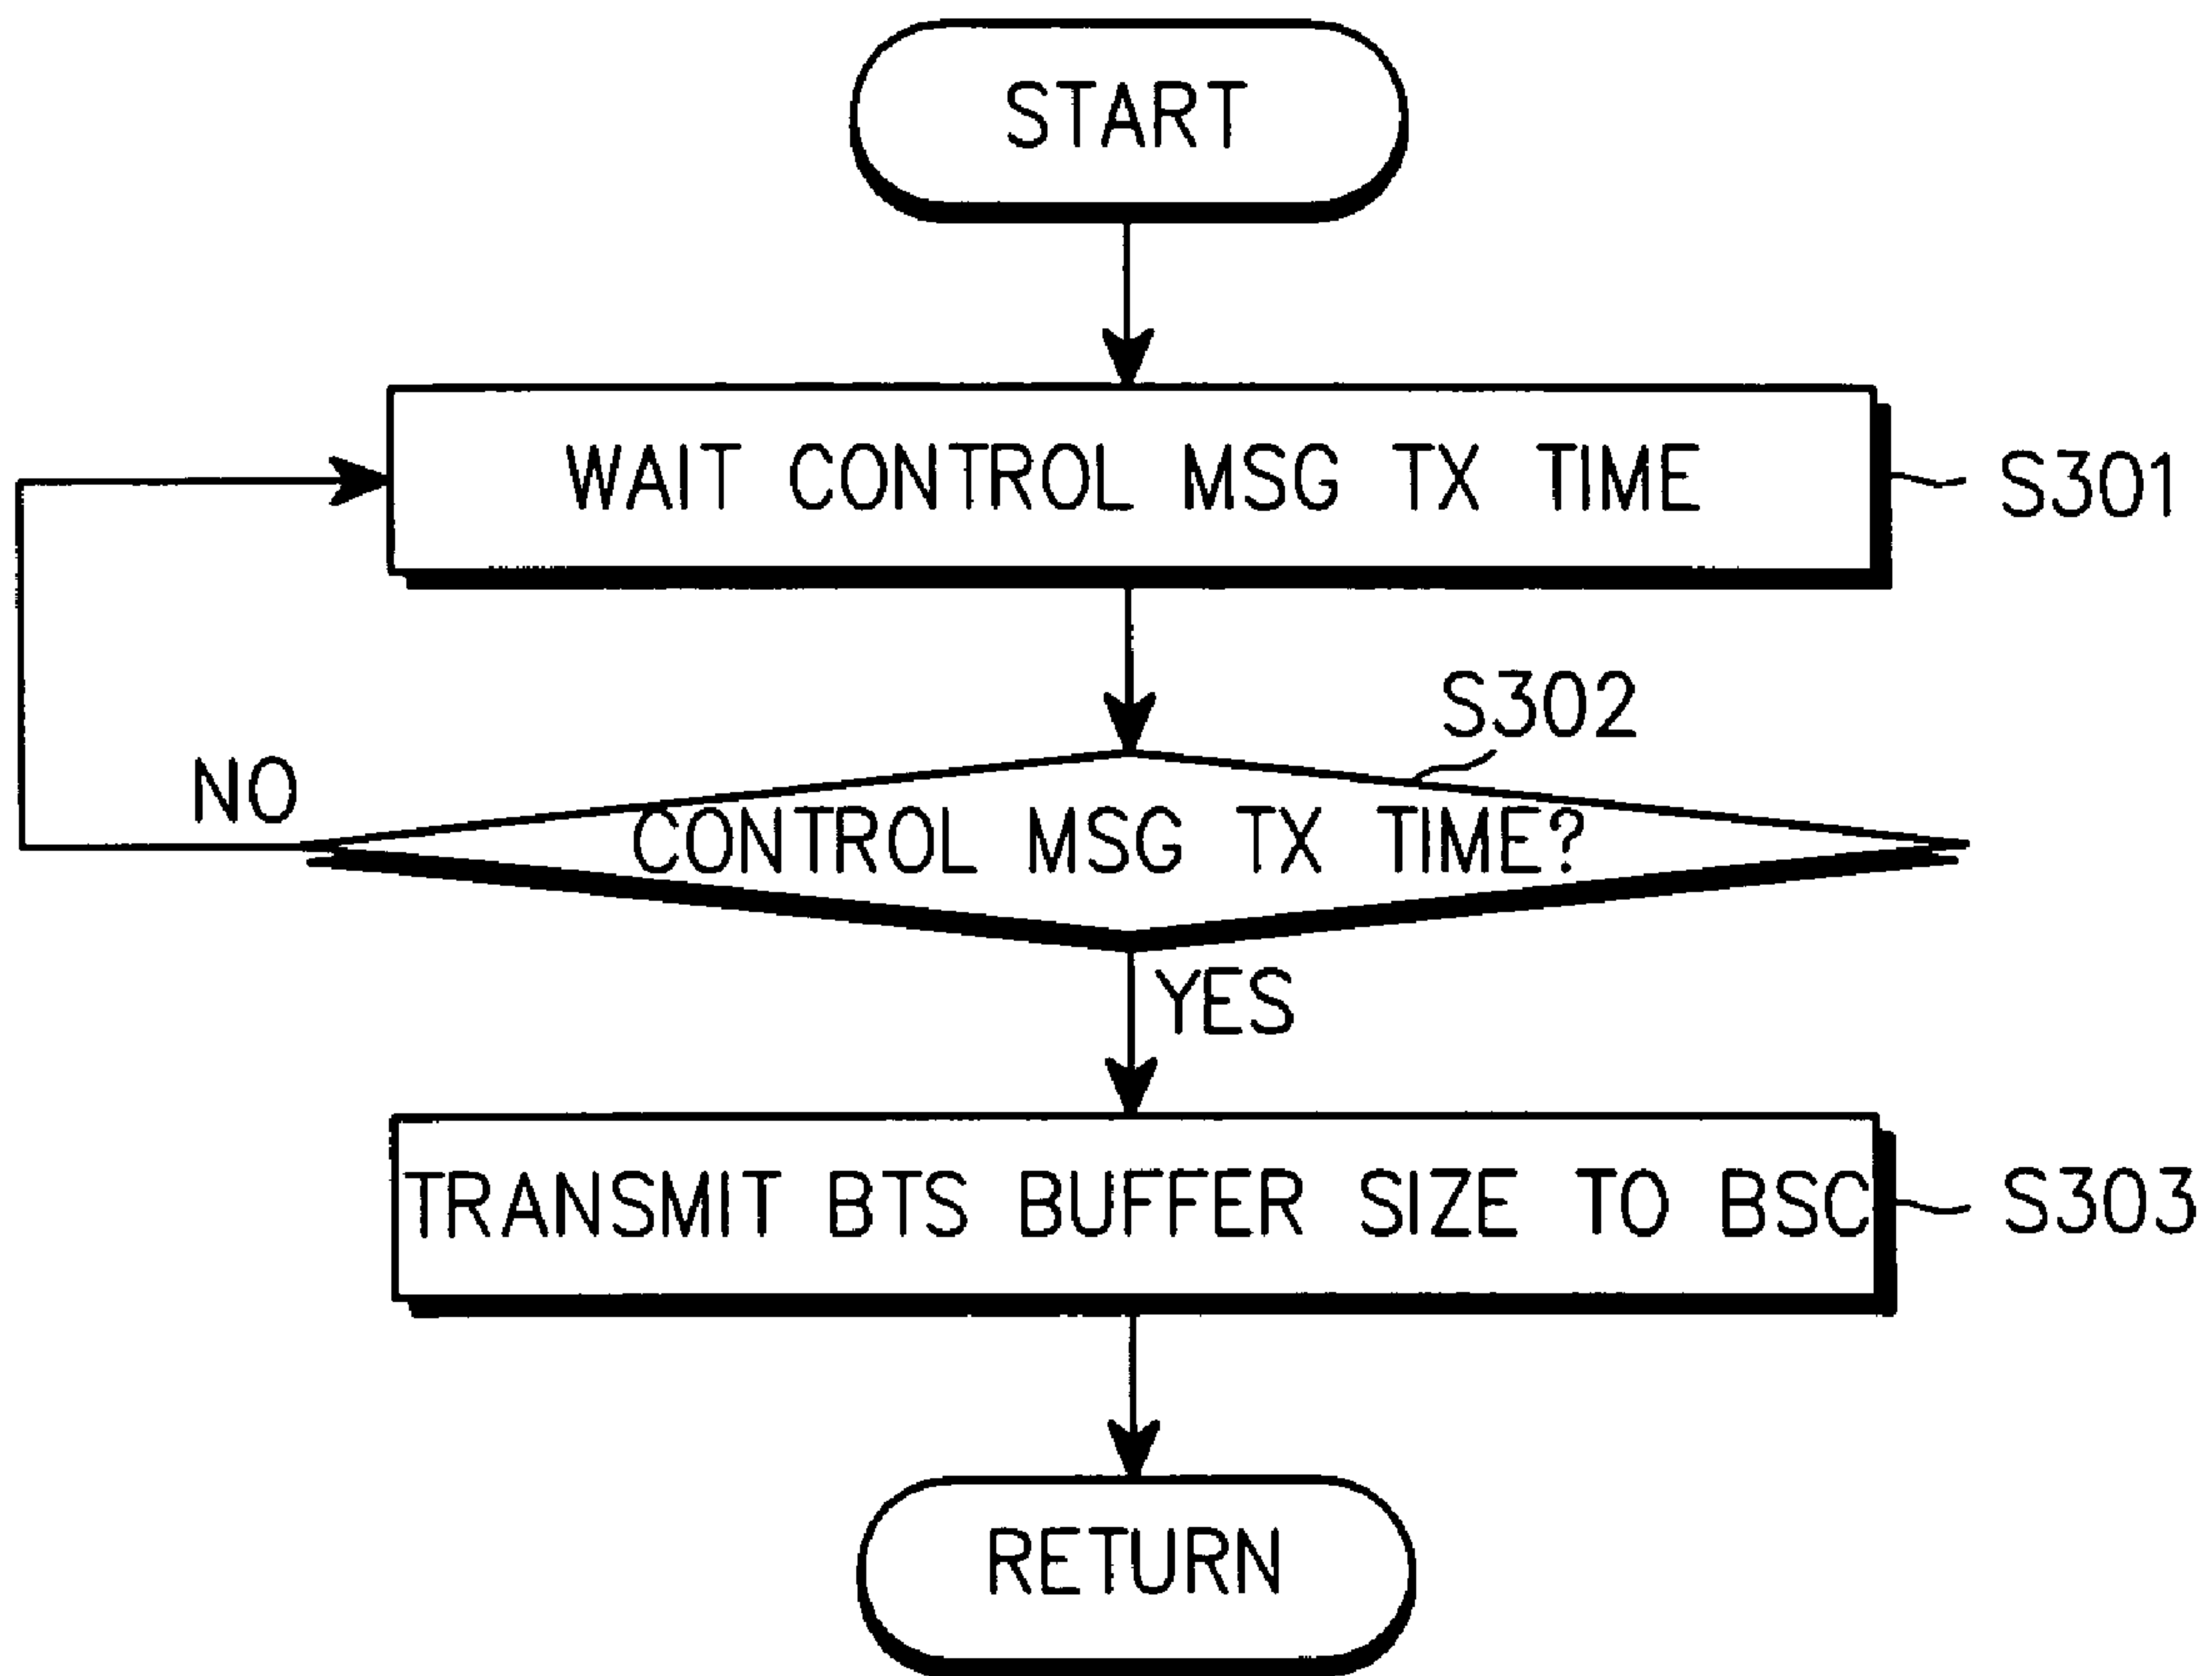 START
WAIT CONTROL MSG TX TIME
S301
S302
NO
CONTROL MSG TX TIME?
YES
TRANSMIT BTS BUFFER SIZE TO BSC
S303
RETURN